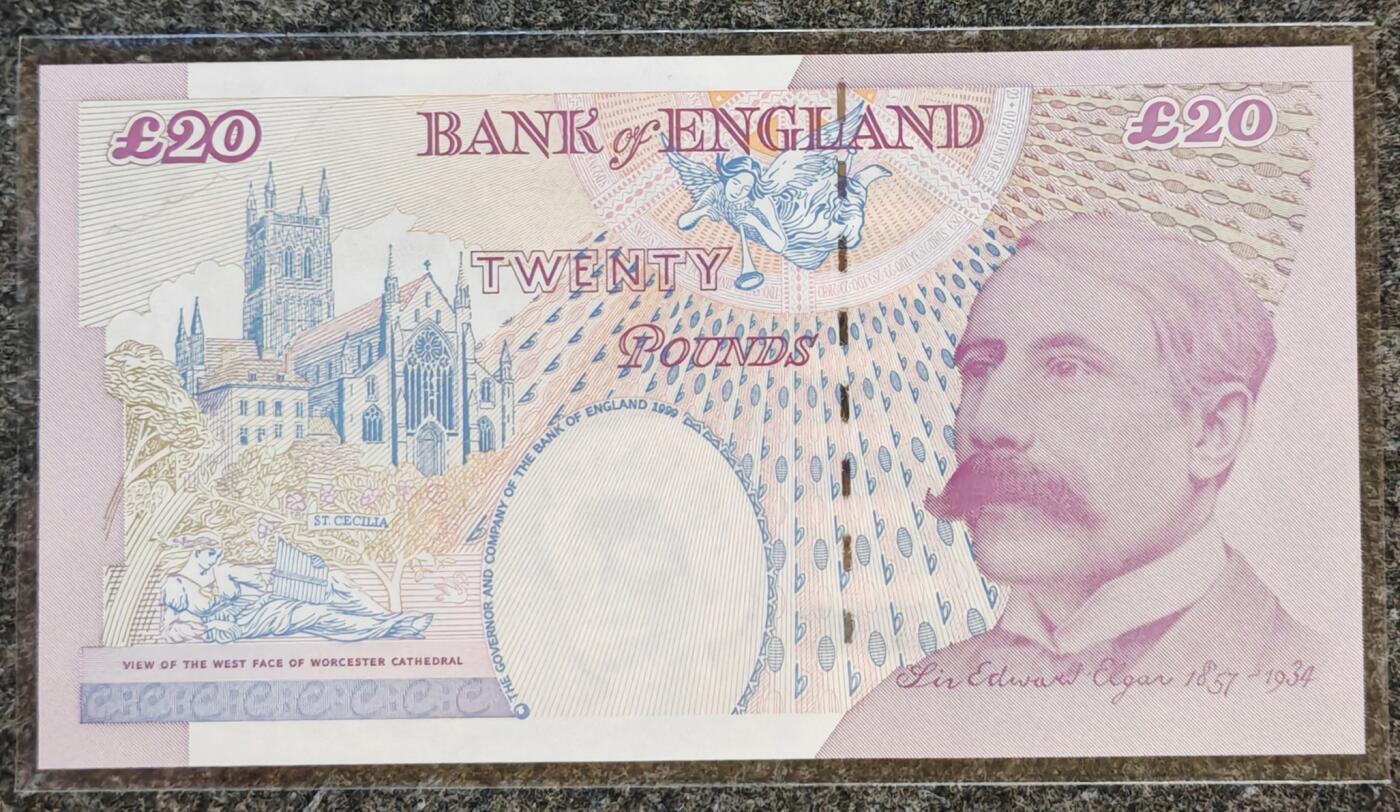 £20
BANK of ENGLAND
£20
TWENTY
POUNDS
ST. CECILIA
© THE GOVERNOR AND COMPANY OF THE BANK OF ENGLAND 1999
VIEW OF THE WEST FACE OF WORCESTER CATHEDRAL
Sir Edward Elgar 1857-1934